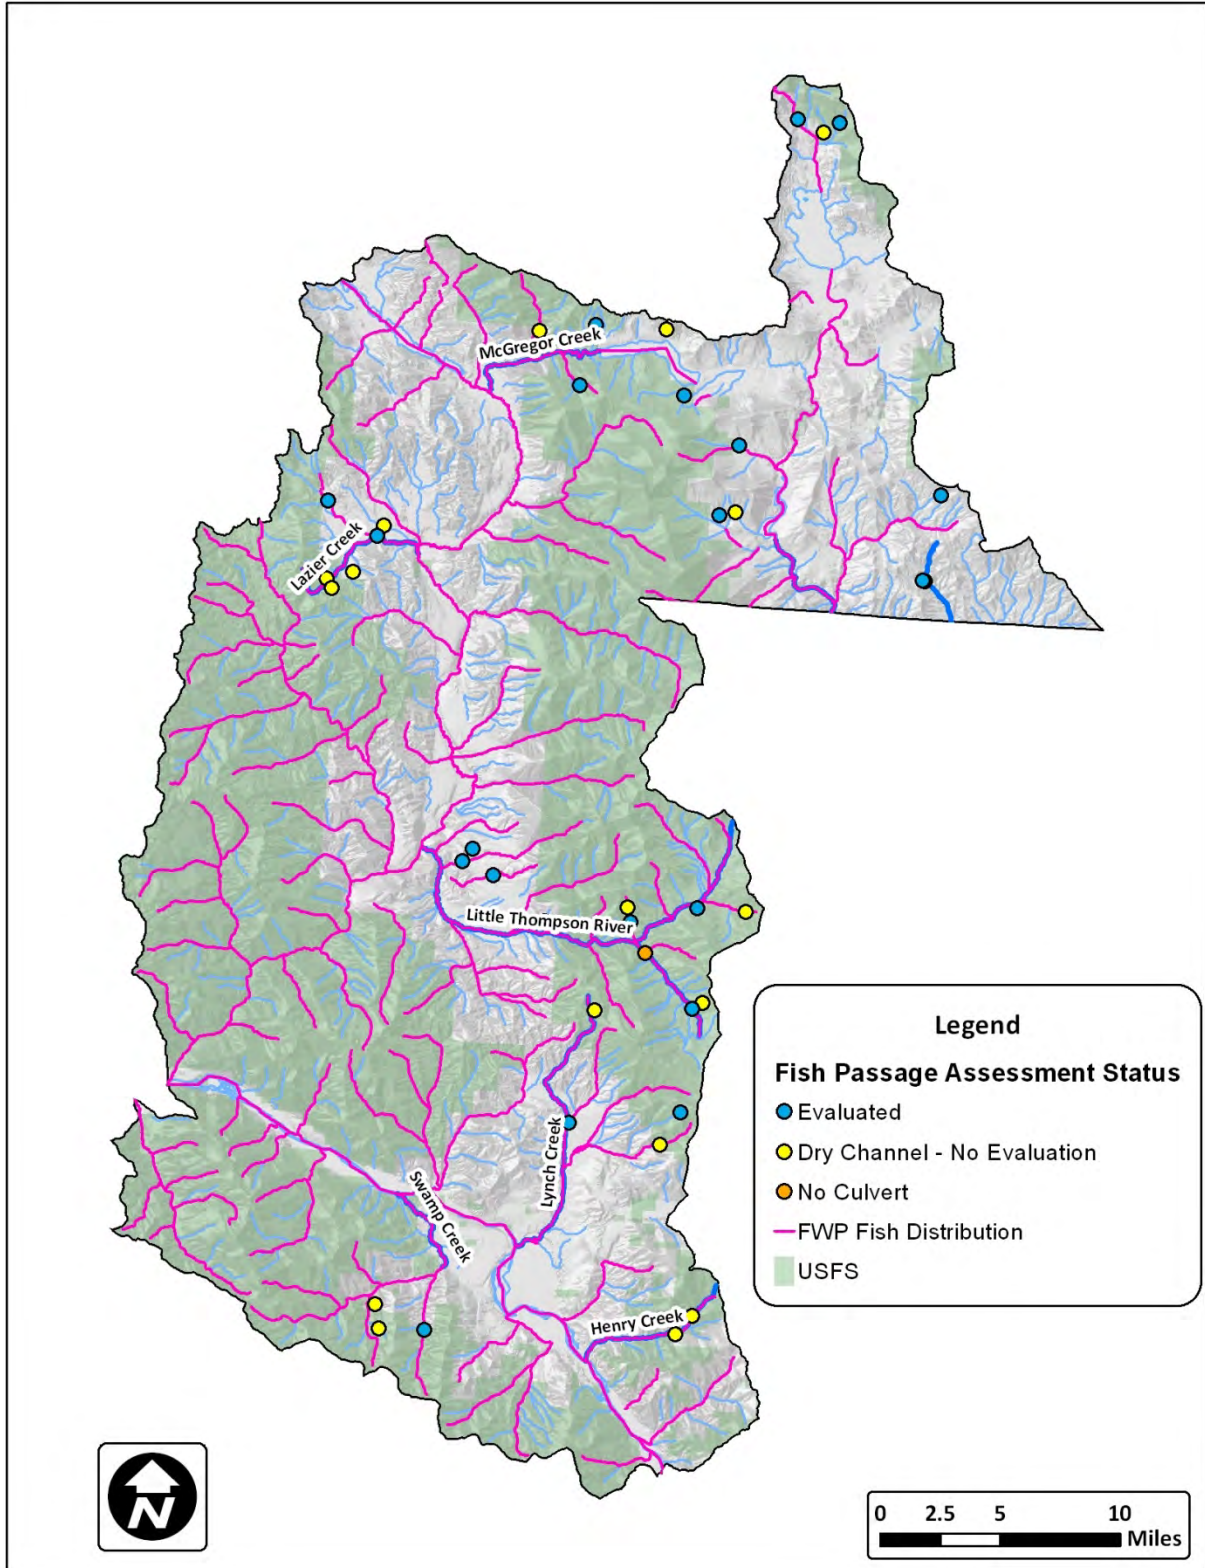 McGregor Creek
Lazier Creek
Little Thompson River
Lynch Creek
Swamp Creek
Henry Creek
Legend
Fish Passage Assessment Status
Evaluated
Dry Channel - No Evaluation
No Culvert
FWP Fish Distribution
USFS
N
0 2.5 5 10
Miles